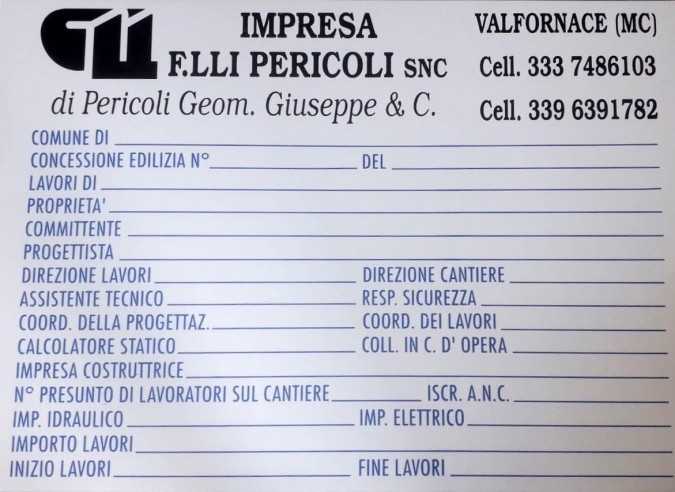 IMPRESA
F.LLI PERICOLI SNC
di Pericoli Geom. Giuseppe & C.
VALFORNACE (MC)
Cell. 333 7486103
Cell. 339 6391782
COMUNE DI
CONCESSIONE EDILIZIA N° DEL
LAVORI DI
PROPRIETA'
COMMITTENTE
PROGETTISTA
DIREZIONE LAVORI DIREZIONE CANTIERE
ASSISTENTE TECNICO RESP. SICUREZZA
COORD. DELLA PROGETTAZ. COORD. DEI LAVORI
CALCOLATORE STATICO COLL. IN C. D' OPERA
IMPRESA COSTRUTTRICE
N° PRESUNTO DI LAVORATORI SUL CANTIERE ISCR. A.N.C.
IMP. IDRAULICO IMP. ELETTRICO
IMPORTO LAVORI
INIZIO LAVORI FINE LAVORI